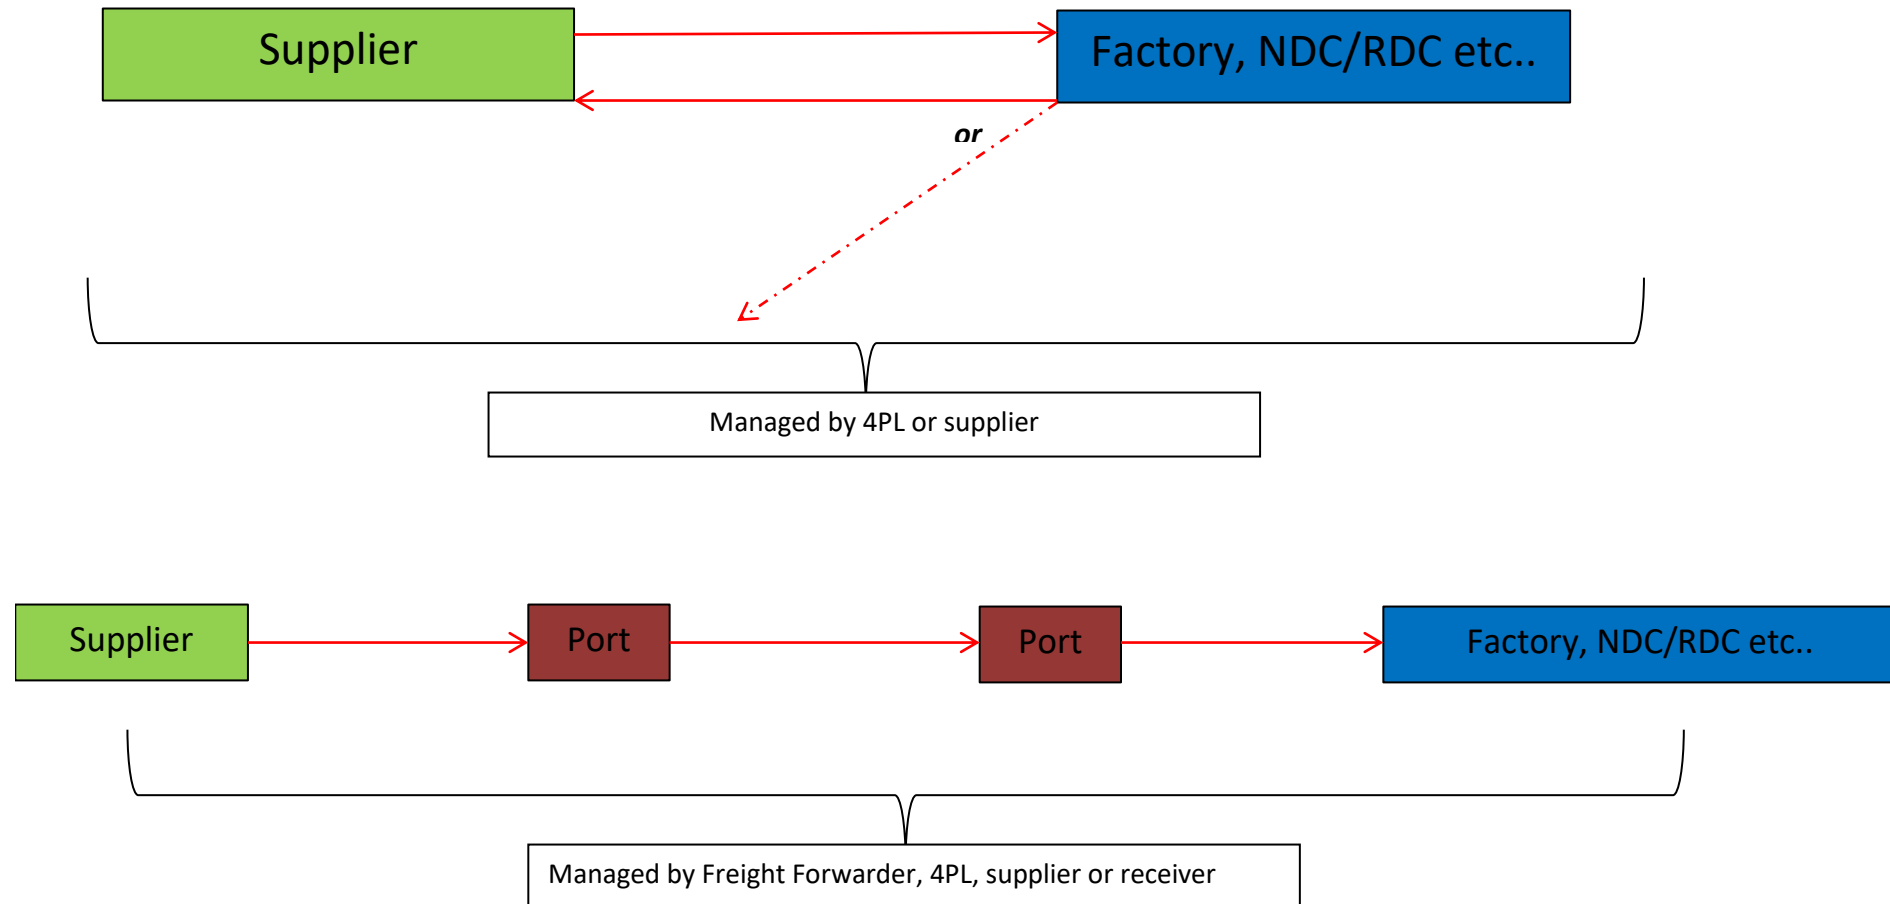 Supplier
Factory, NDC/RDC etc..
or
Managed by 4PL or supplier
Supplier
Port
Port
Factory, NDC/RDC etc..
Managed by Freight Forwarder, 4PL, supplier or receiver